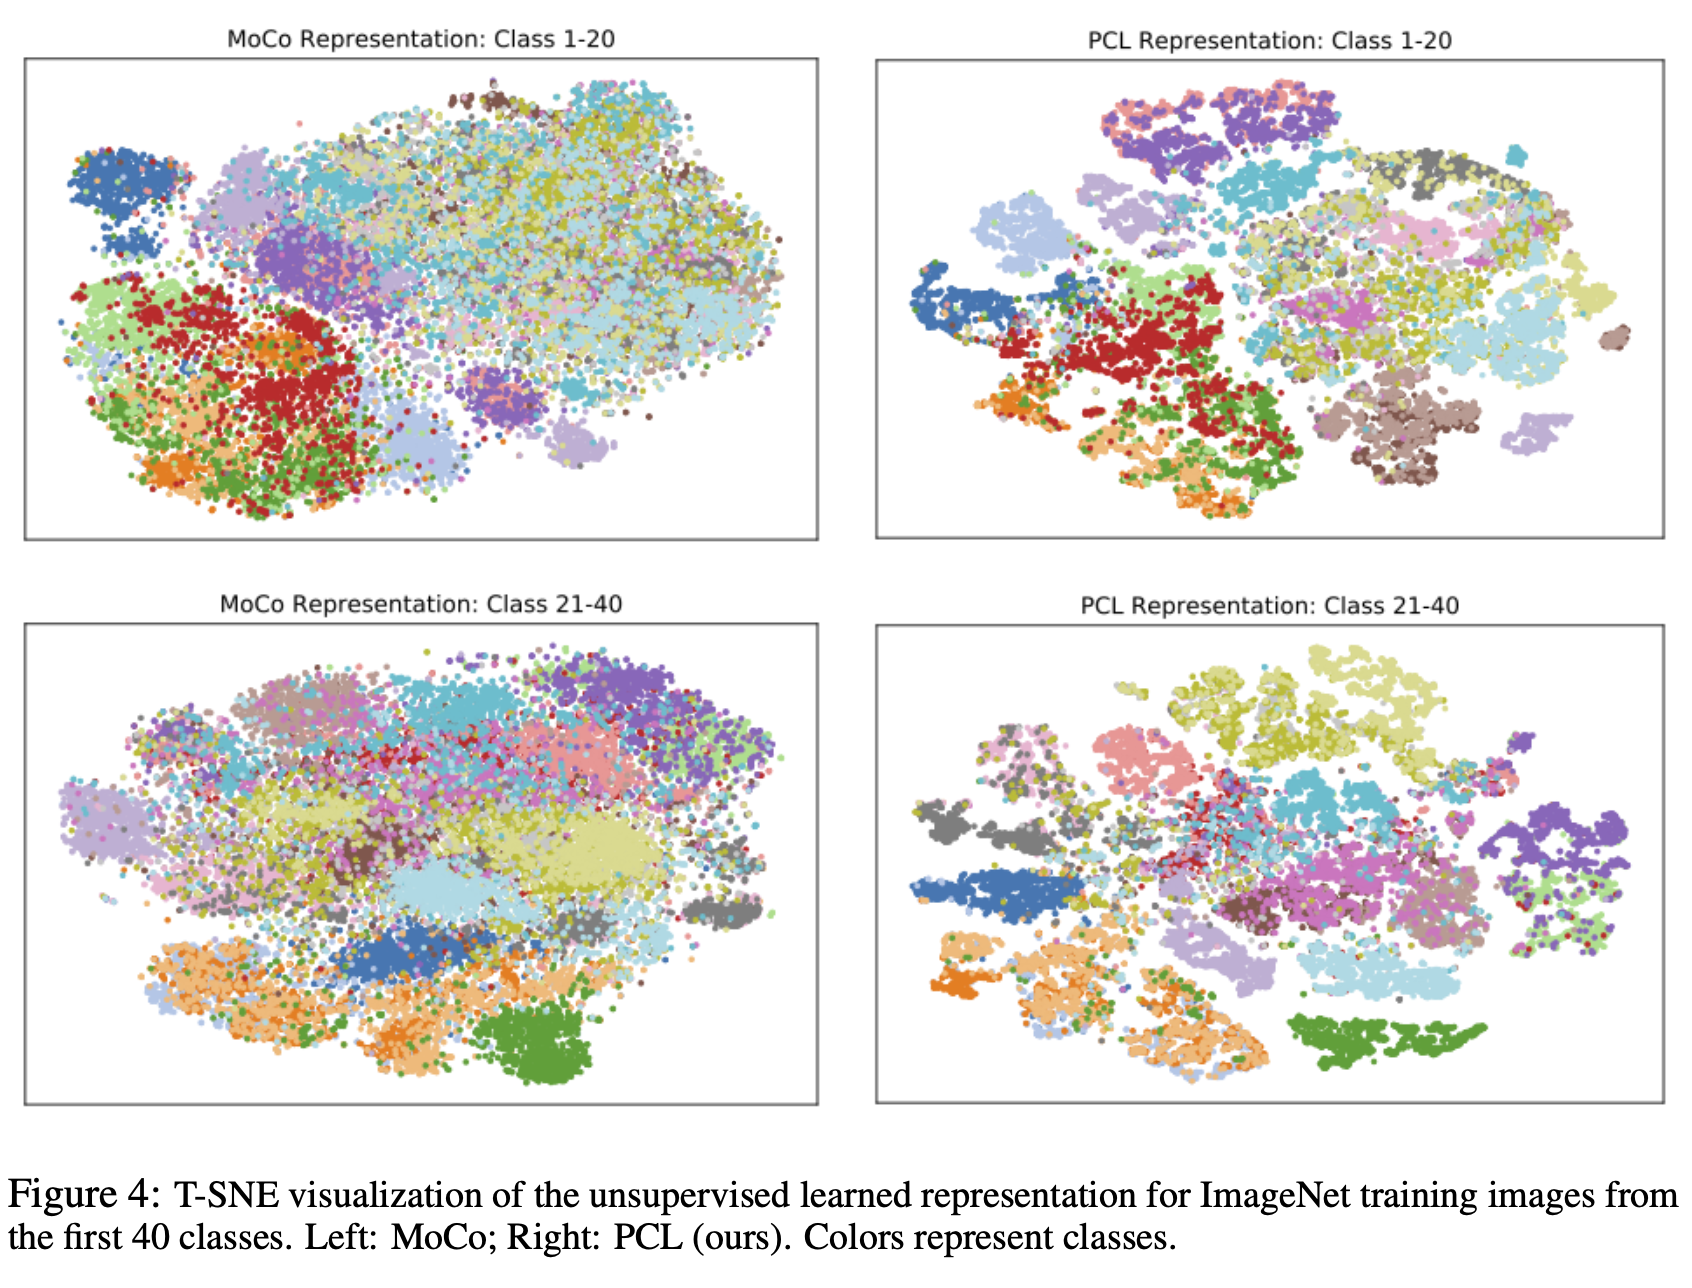 MoCo Representation: Class 1-20
PCL Representation: Class 1-20
MoCo Representation: Class 21-40
PCL Representation: Class 21-40
Figure 4: T-SNE visualization of the unsupervised learned representation for ImageNet training images from
the first 40 classes. Left: MoCo; Right: PCL (ours). Colors represent classes.